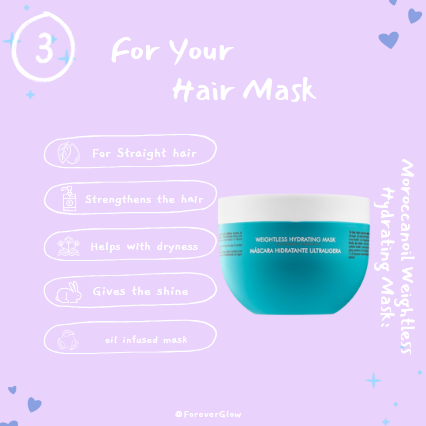 3
For Your
Hair Mask
For Straight hair
Strengthens the hair
Helps with dryness
Gives the shine
oil infused mask
WEIGHTLESS HYDRATING MASK
MÁSCARA HIDRATANTE ULTRALIGERA
Moroccanoil Weightless
Hydrating Mask:
@ForeverGlow